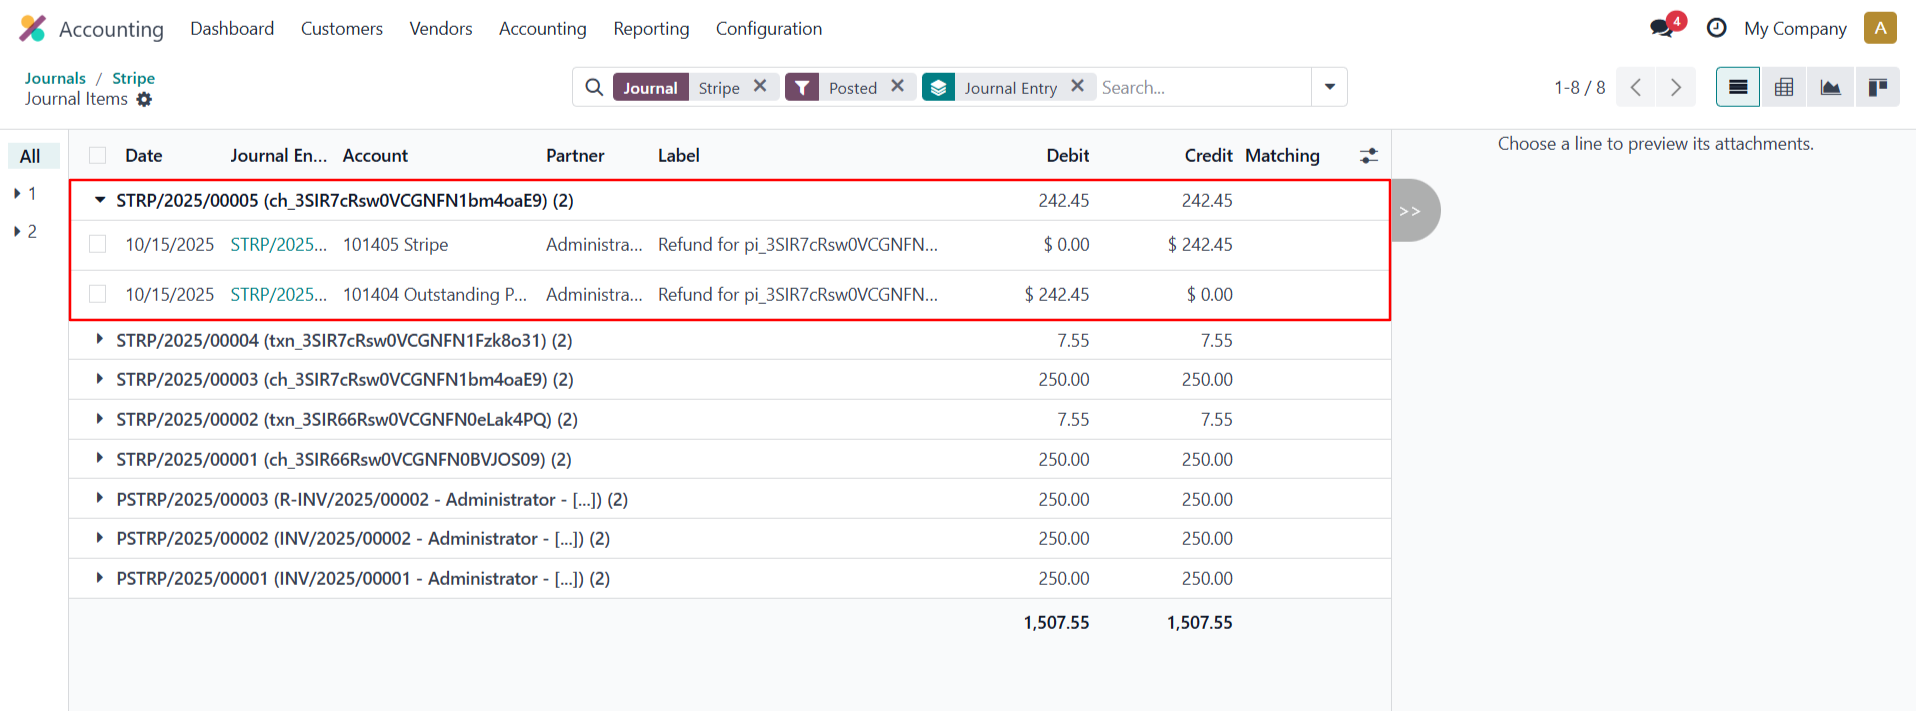 Accounting Dashboard Customers Vendors Accounting Reporting Configuration 4 My Company A
Journals / Stripe
Journal Items
Journal Stripe Posted Journal Entry Search...
1-8 / 8
All
1
2
Date Journal En... Account Partner Label Debit Credit Matching
STRP/2025/00005 (ch_3SIR7cRsw0VCGNFN1bm4oaE9) (2) 242.45 242.45
10/15/2025 STRP/2025... 101405 Stripe Administra... Refund for pi_3SIR7cRsw0VCGNFN... $ 0.00 $ 242.45
10/15/2025 STRP/2025... 101404 Outstanding P... Administra... Refund for pi_3SIR7cRsw0VCGNFN... $ 242.45 $ 0.00
STRP/2025/00004 (txn_3SIR7cRsw0VCGNFN1Fzk8o31) (2) 7.55 7.55
STRP/2025/00003 (ch_3SIR7cRsw0VCGNFN1bm4oaE9) (2) 250.00 250.00
STRP/2025/00002 (txn_3SIR66Rsw0VCGNFN0eLak4PQ) (2) 7.55 7.55
STRP/2025/00001 (ch_3SIR66Rsw0VCGNFN0BVJOS09) (2) 250.00 250.00
PSTRP/2025/00003 (R-INV/2025/00002 - Administrator - [...]) (2) 250.00 250.00
PSTRP/2025/00002 (INV/2025/00002 - Administrator - [...]) (2) 250.00 250.00
PSTRP/2025/00001 (INV/2025/00001 - Administrator - [...]) (2) 250.00 250.00
1,507.55 1,507.55
Choose a line to preview its attachments.
>>